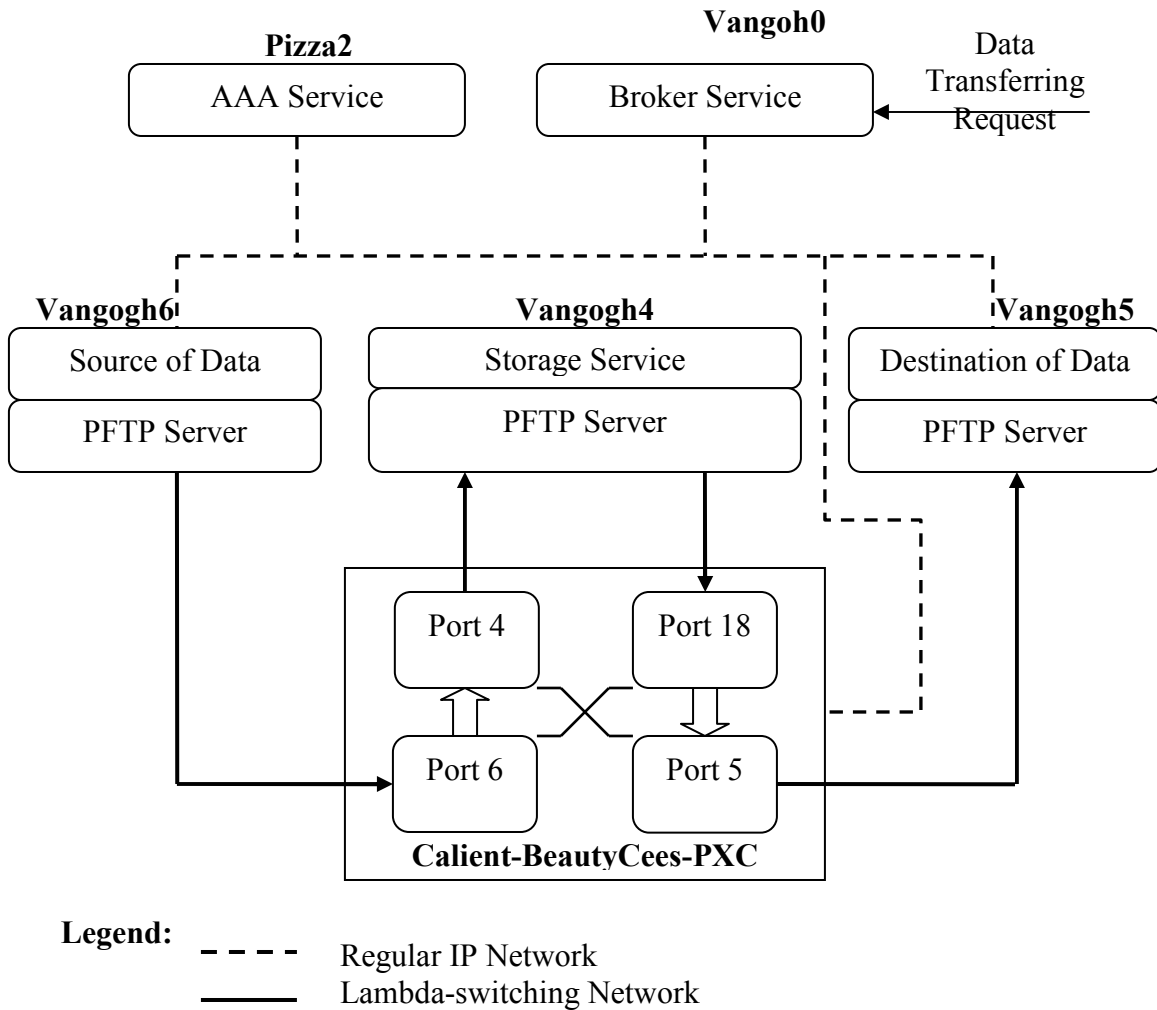 Pizza2
Vangoh0
AAA Service
Broker Service
Data
Transferring
Request
Vangogh6
Vangogh4
Vangogh5
Source of Data
PFTP Server
Storage Service
PFTP Server
Destination of Data
PFTP Server
Port 4
Port 18
Port 6
Port 5
Calient-BeautyCees-PXC
Legend:
Regular IP Network
Lambda-switching Network